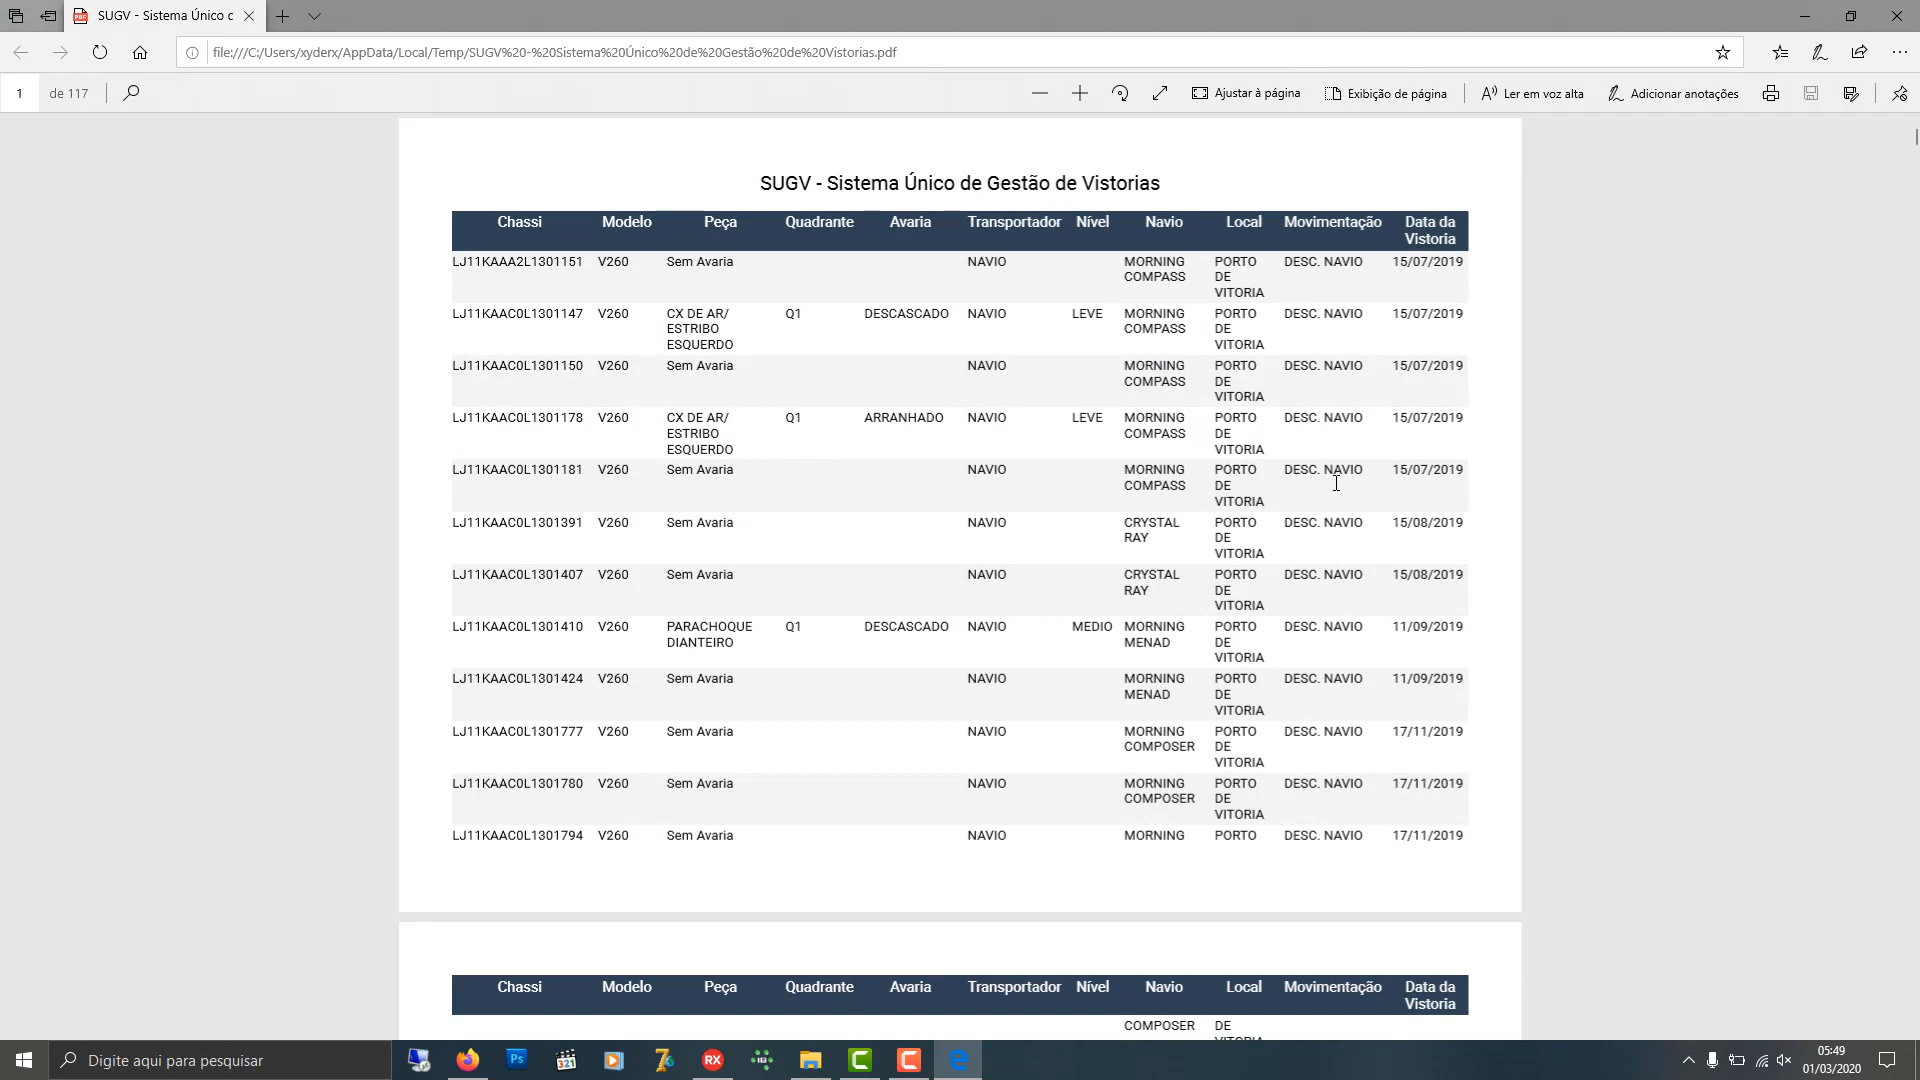 SUGV - Sistema Único c
file:///C:/Users/xyderx/AppData/Local/Temp/SUGV%20-%20Sistema%20Único%20de%20Gestão%20de%20Vistorias.pdf
1 de 117 Ajustar à página Exibição de página Ler em voz alta Adicionar anotações
SUGV - Sistema Único de Gestão de Vistorias
Chassi Modelo Peça Quadrante Avaria Transportador Nível Navio Local Movimentação Data da
Vistoria
LJ11KAAA2L1301151 V260 Sem Avaria NAVIO MORNING PORTO DESC. NAVIO 15/07/2019
COMPASS DE
VITORIA
LJ11KAAC0L1301147 V260 CX DE AR/ Q1 DESCASCADO NAVIO LEVE MORNING PORTO DESC. NAVIO 15/07/2019
ESTRIBO COMPASS DE
ESQUERDO VITORIA
LJ11KAAC0L1301150 V260 Sem Avaria NAVIO MORNING PORTO DESC. NAVIO 15/07/2019
COMPASS DE
VITORIA
LJ11KAAC0L1301178 V260 CX DE AR/ Q1 ARRANHADO NAVIO LEVE MORNING PORTO DESC. NAVIO 15/07/2019
ESTRIBO COMPASS DE
ESQUERDO VITORIA
LJ11KAAC0L1301181 V260 Sem Avaria NAVIO MORNING PORTO DESC. NAVIO 15/07/2019
COMPASS DE
VITORIA
LJ11KAAC0L1301391 V260 Sem Avaria NAVIO CRYSTAL PORTO DESC. NAVIO 15/08/2019
RAY DE
VITORIA
LJ11KAAC0L1301407 V260 Sem Avaria NAVIO CRYSTAL PORTO DESC. NAVIO 15/08/2019
RAY DE
VITORIA
LJ11KAAC0L1301410 V260 PARACHOQUE Q1 DESCASCADO NAVIO MEDIO MORNING PORTO DESC. NAVIO 11/09/2019
DIANTEIRO MENAD DE
VITORIA
LJ11KAAC0L1301424 V260 Sem Avaria NAVIO MORNING PORTO DESC. NAVIO 11/09/2019
MENAD DE
VITORIA
LJ11KAAC0L1301777 V260 Sem Avaria NAVIO MORNING PORTO DESC. NAVIO 17/11/2019
COMPOSER DE
VITORIA
LJ11KAAC0L1301780 V260 Sem Avaria NAVIO MORNING PORTO DESC. NAVIO 17/11/2019
COMPOSER DE
VITORIA
LJ11KAAC0L1301794 V260 Sem Avaria NAVIO MORNING PORTO DESC. NAVIO 17/11/2019
Chassi Modelo Peça Quadrante Avaria Transportador Nível Navio Local Movimentação Data da
Vistoria
COMPOSER DE
Digite aqui para pesquisar
05:49
01/03/2020